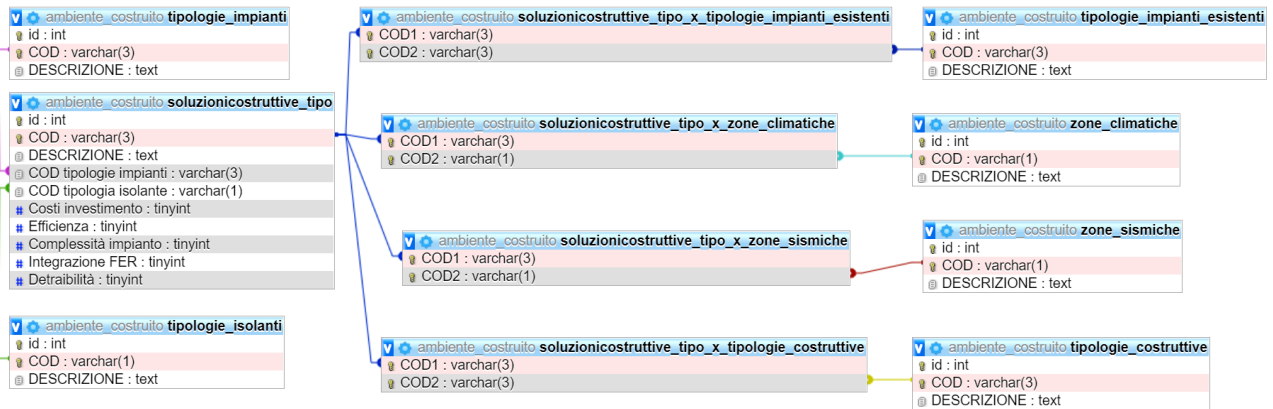 ambiente_costruito tipologie_impianti
id : int
COD : varchar(3)
DESCRIZIONE : text
ambiente_costruito soluzionicostruttive_tipo
id : int
COD : varchar(3)
DESCRIZIONE : text
COD tipologie impianti : varchar(3)
COD tipologia isolante : varchar(1)
Costi investimento : tinyint
Efficienza : tinyint
Complessità impianto : tinyint
Integrazione FER : tinyint
Detraibilità : tinyint
ambiente_costruito tipologie_isolanti
id : int
COD : varchar(1)
DESCRIZIONE : text
ambiente_costruito soluzionicostruttive_tipo_x_tipologie_impianti_esistenti
COD1 : varchar(3)
COD2 : varchar(3)
ambiente_costruito soluzionicostruttive_tipo_x_zone_climatiche
COD1 : varchar(3)
COD2 : varchar(1)
ambiente_costruito soluzionicostruttive_tipo_x_zone_sismiche
COD1 : varchar(3)
COD2 : varchar(1)
ambiente_costruito soluzionicostruttive_tipo_x_tipologie_costruttive
COD1 : varchar(3)
COD2 : varchar(3)
ambiente_costruito tipologie_impianti_esistenti
id : int
COD : varchar(3)
DESCRIZIONE : text
ambiente_costruito zone_climatiche
id : int
COD : varchar(1)
DESCRIZIONE : text
ambiente_costruito zone_sismiche
id : int
COD : varchar(1)
DESCRIZIONE : text
ambiente_costruito tipologie_costruttive
id : int
COD : varchar(3)
DESCRIZIONE : text